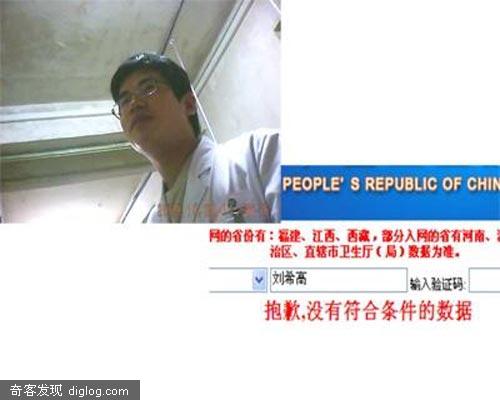 PEOPLE'S REPUBLIC OF CHIN
网的省份有：福建、江西、西藏，部分入网的省有河南、
治区、直辖市卫生厅（局）数据为准。
刘希高
输入验证码:
抱歉,没有符合条件的数据
奇客发现 diglog.com